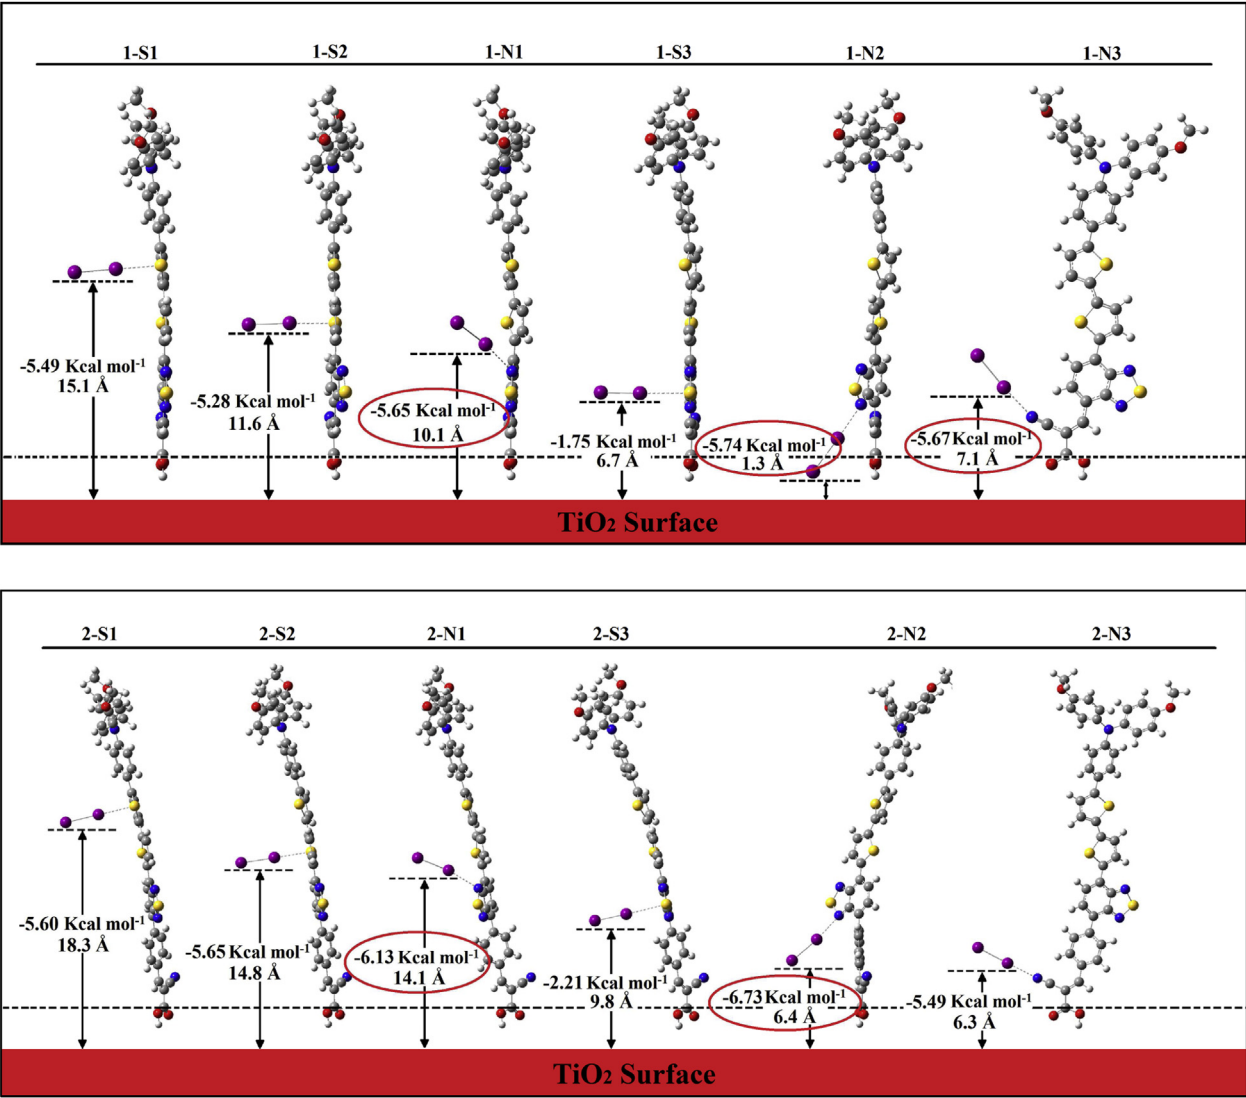 1-S1 1-S2 1-N1 1-S3 1-N2 1-N3
-5.49 Kcal mol-1
15.1 Å
-5.28 Kcal mol-1
11.6 Å
-5.65 Kcal mol-1
10.1 Å
-1.75 Kcal mol-1
6.7 Å
-5.74 Kcal mol-1
1.3 Å
-5.67 Kcal mol-1
7.1 Å
TiO2 Surface
2-S1 2-S2 2-N1 2-S3 2-N2 2-N3
-5.60 Kcal mol-1
18.3 Å
-5.65 Kcal mol-1
14.8 Å
-6.13 Kcal mol-1
14.1 Å
-2.21 Kcal mol-1
9.8 Å
-6.73 Kcal mol-1
6.4 Å
-5.49 Kcal mol-1
6.3 Å
TiO2 Surface